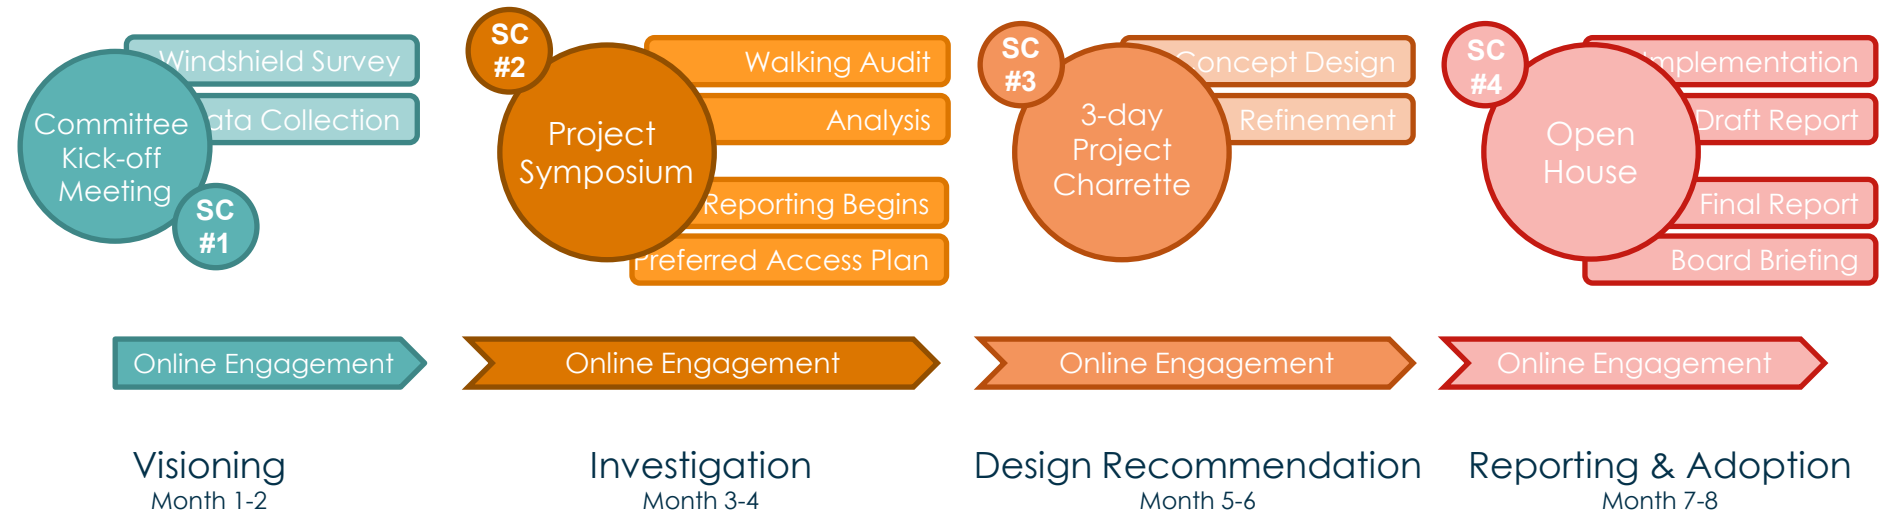 Windshield Survey
ata Collection
Committee
Kick-off
Meeting
SC
#1
SC
#2
Project
Symposium
Walking Audit
Analysis
Reporting Begins
Preferred Access Plan
SC
#3
3-day
Project
Charrette
Concept Design
Refinement
SC
#4
Open
House
Implementation
Draft Report
Final Report
Board Briefing
Online Engagement
Online Engagement
Online Engagement
Online Engagement
Visioning
Month 1-2
Investigation
Month 3-4
Design Recommendation
Month 5-6
Reporting & Adoption
Month 7-8